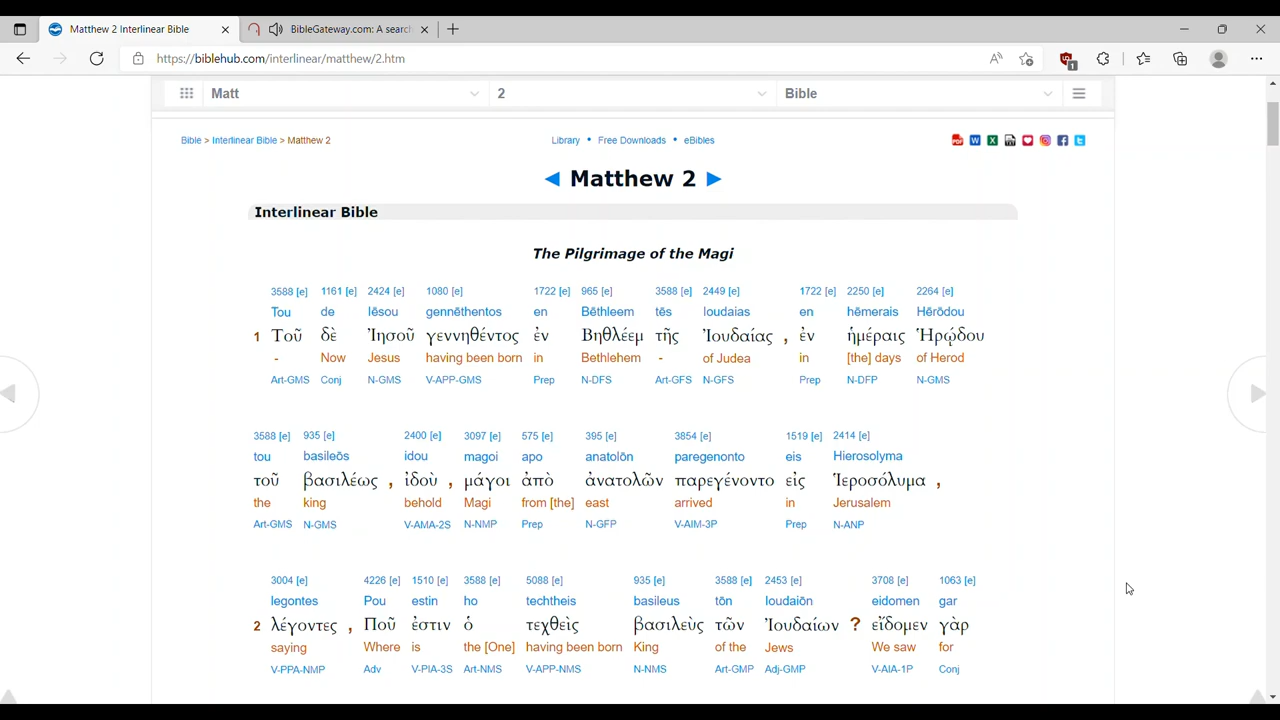 Matthew 2 Interlinear Bible
BibleGateway.com: A searc
https://biblehub.com/interlinear/matthew/2.htm
1
Matt 2 Bible
Bible > Interlinear Bible > Matthew 2
Library • Free Downloads • eBibles
◄ Matthew 2 ►
Interlinear Bible
The Pilgrimage of the Magi
3588 [e] 1161 [e] 2424 [e] 1080 [e] 1722 [e] 965 [e] 3588 [e] 2449 [e] 1722 [e] 2250 [e] 2264 [e]
Tou de Iēsou gennēthentos en Bēthleem tēs Ioudaias en hēmerais Hērōdou
1 Τοῦ δὲ Ἰησοῦ γεννηθέντος ἐν Βηθλέεμ τῆς Ἰουδαίας , ἐν ἡμέραις Ἡρῴδου
- Now Jesus having been born in Bethlehem - of Judea in [the] days of Herod
Art-GMS Conj N-GMS V-APP-GMS Prep N-DFS Art-GFS N-GFS Prep N-DFP N-GMS
3588 [e] 935 [e] 2400 [e] 3097 [e] 575 [e] 395 [e] 3854 [e] 1519 [e] 2414 [e]
tou basileōs idou magoi apo anatolōn paregenonto eis Hierosolyma
τοῦ βασιλέως , ἰδοὺ , μάγοι ἀπὸ ἀνατολῶν παρεγένοντο εἰς Ἱεροσόλυμα ,
the king behold Magi from [the] east arrived in Jerusalem
Art-GMS N-GMS V-AMA-2S N-NMP Prep N-GFP V-AIM-3P Prep N-ANP
3004 [e] 4226 [e] 1510 [e] 3588 [e] 5088 [e] 935 [e] 3588 [e] 2453 [e] 3708 [e] 1063 [e]
legontes Pou estin ho techtheis basileus tōn Ioudaiōn eidomen gar
2 λέγοντες , Ποῦ ἐστιν ὁ τεχθεὶς βασιλεὺς τῶν Ἰουδαίων ? εἴδομεν γὰρ
saying Where is the [One] having been born King of the Jews We saw for
V-PPA-NMP Adv V-PIA-3S Art-NMS V-APP-NMS N-NMS Art-GMP Adj-GMP V-AIA-1P Conj